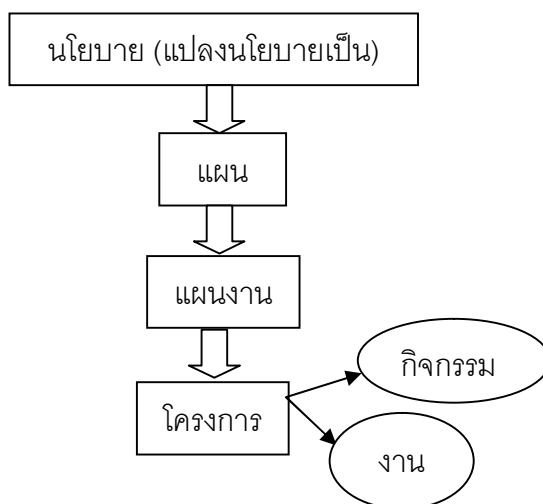 นโยบาย (แปลงนโยบายเป็น)
แผน
แผนงาน
โครงการ
กิจกรรม
งาน